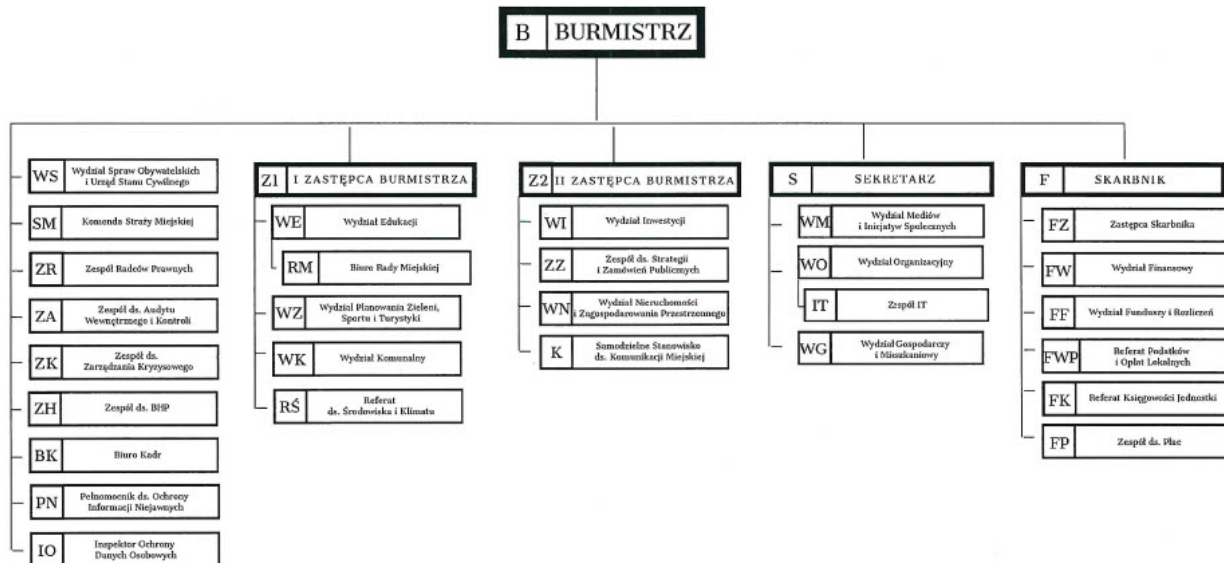 B BURMISTRZ
WS Wydział Spraw Obywatelskich
i Urząd Stanu Cywilnego
SM Komenda Straży Miejskiej
ZR Zespół Radców Prawnych
ZA Zespół ds. Audytu
Wewnętrznego i Kontroli
ZK Zespół ds.
Zarządzania Kryzysowego
ZH Zespół ds. BHP
BK Biuro Kadr
PN Pełnomocnik ds. Ochrony
Informacji Niejawnych
IO Inspektor Ochrony
Danych Osobowych
Z1 I ZASTĘPCA BURMISTRZA
WE Wydział Edukacji
RM Biuro Rady Miejskiej
WZ Wydział Planowania Zieleni,
Sportu i Turystyki
WK Wydział Komunalny
RŚ Referat
ds. Środowiska i Klimatu
Z2 II ZASTĘPCA BURMISTRZA
WI Wydział Inwestycji
ZZ Zespół ds. Strategii
i Zamówień Publicznych
WN Wydział Nieruchomości
i Zagospodarowania Przestrzennego
K Samodzielne Stanowisko
ds. Komunikacji Miejskiej
S SEKRETARZ
WM Wydział Mediów
i Inicjatyw Społecznych
WO Wydział Organizacyjny
IT Zespół IT
WG Wydział Gospodarczy
i Mieszkaniowy
F SKARBNIK
FZ Zastępca Skarbnika
FW Wydział Finansowy
FF Wydział Funduszy i Rozliczeń
FWP Referat Podatków
i Opłat Lokalnych
FK Referat Księgowości Jednostki
FP Zespół ds. Płac